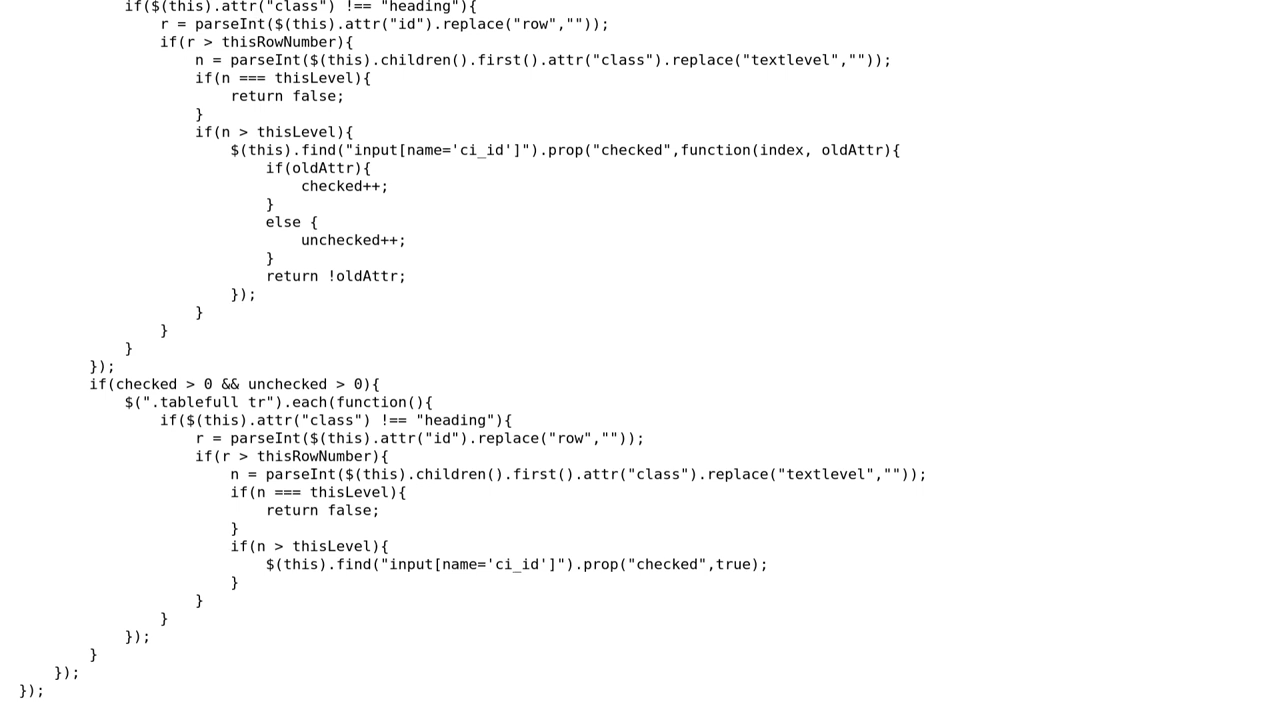 if($(this).attr("class") !== "heading"){
r = parseInt($(this).attr("id").replace("row",""));
if(r > thisRowNumber){
n = parseInt($(this).children().first().attr("class").replace("textlevel",""));
if(n === thisLevel){
return false;
}
if(n > thisLevel){
$(this).find("input[name='ci_id']").prop("checked",function(index, oldAttr){
if(oldAttr){
checked++;
}
else {
unchecked++;
}
return !oldAttr;
});
}
}
}
});
if(checked > 0 && unchecked > 0){
$(".tablefull tr").each(function(){
if($(this).attr("class") !== "heading"){
r = parseInt($(this).attr("id").replace("row",""));
if(r > thisRowNumber){
n = parseInt($(this).children().first().attr("class").replace("textlevel",""));
if(n === thisLevel){
return false;
}
if(n > thisLevel){
$(this).find("input[name='ci_id']").prop("checked",true);
}
}
}
});
}
});
});